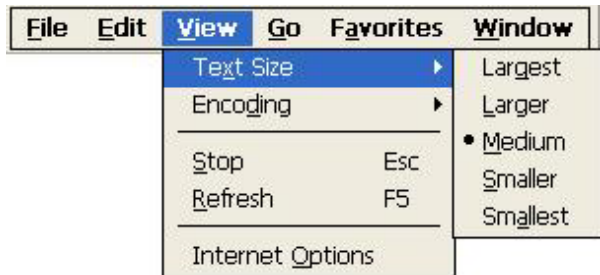 File Edit View Go Favorites Window
Text Size
Encoding
Stop Esc
Refresh F5
Internet Options
Largest
Larger
Medium
Smaller
Smallest